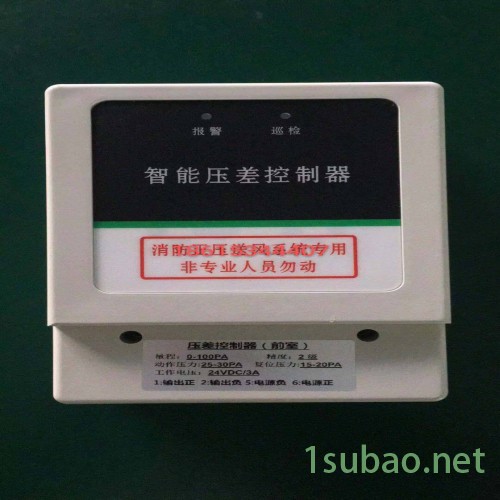 报警 巡检
智能压差控制器
消防正压送风系统专用
非专业人员勿动
压差控制器（前室）
量程：0-100PA 精度：2 级
动作压力：25-30PA 复位压力：15-20PA
工作电压：24VDC/3A
1:输出正 2:输出负 5:电源负 6:电源正
1subao.net